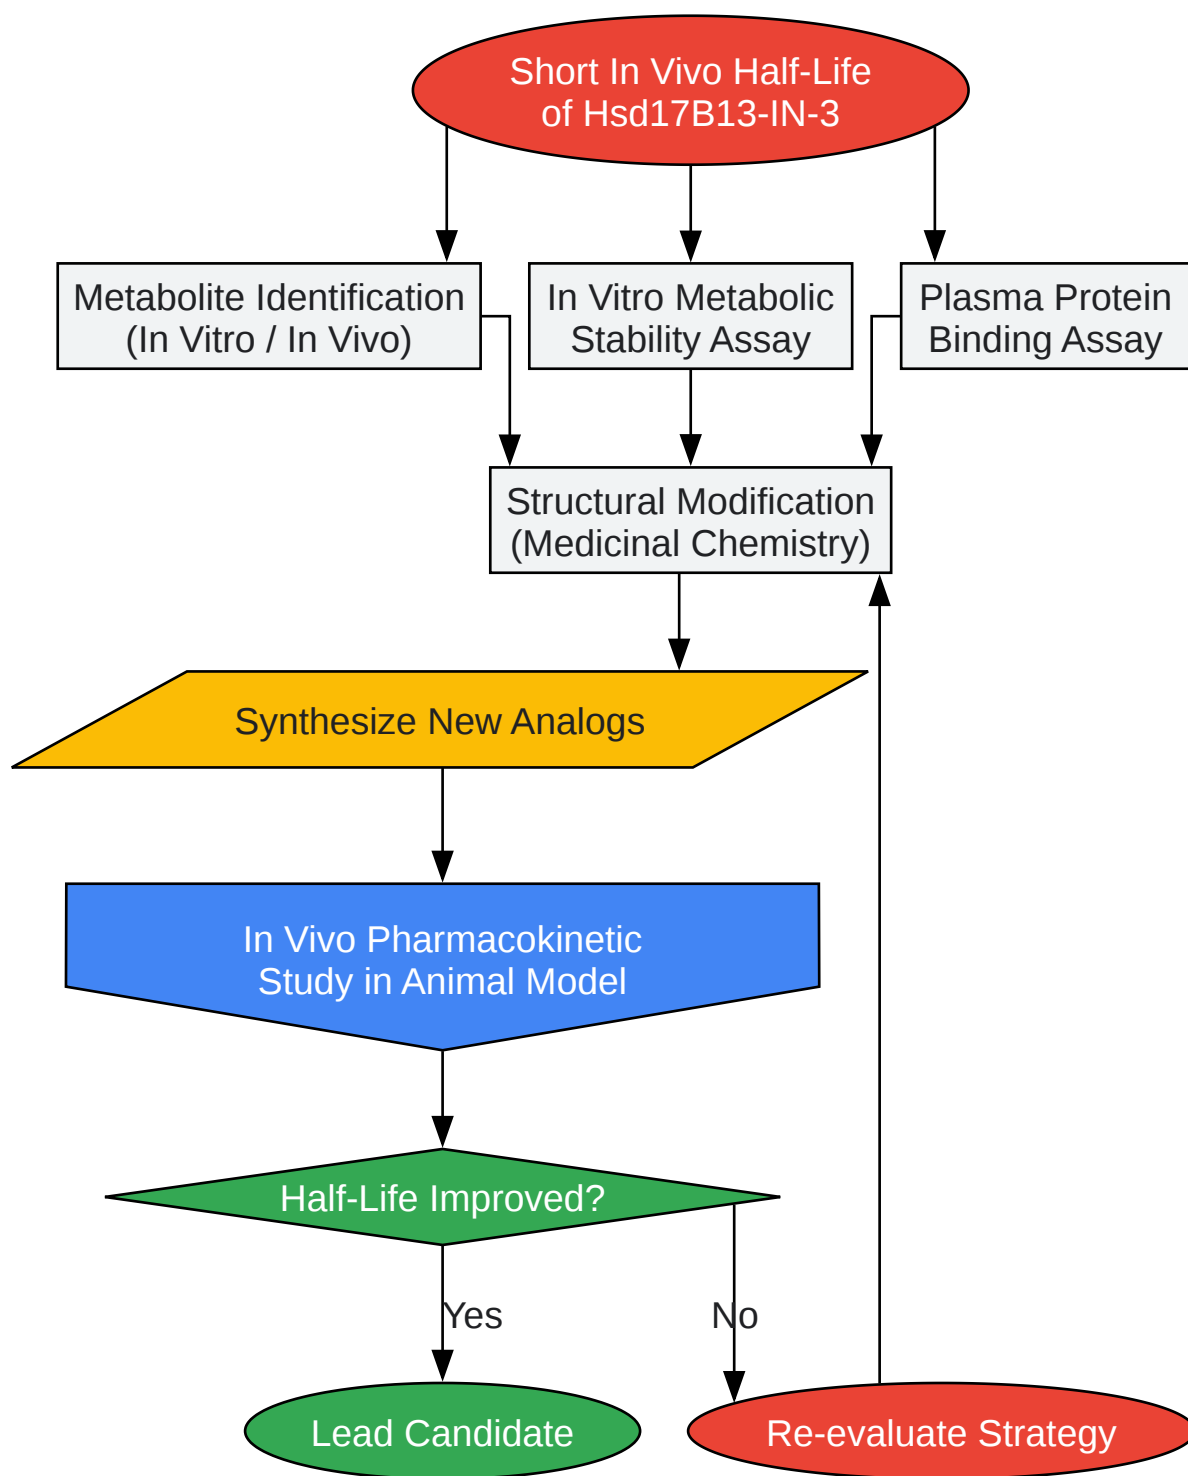 Short In Vivo Half-Life
of Hsd17B13-IN-3
Metabolite Identification
(In Vitro / In Vivo)
In Vitro Metabolic
Stability Assay
Plasma Protein
Binding Assay
Structural Modification
(Medicinal Chemistry)
Synthesize New Analogs
In Vivo Pharmacokinetic
Study in Animal Model
Half-Life Improved?
Yes
No
Lead Candidate
Re-evaluate Strategy